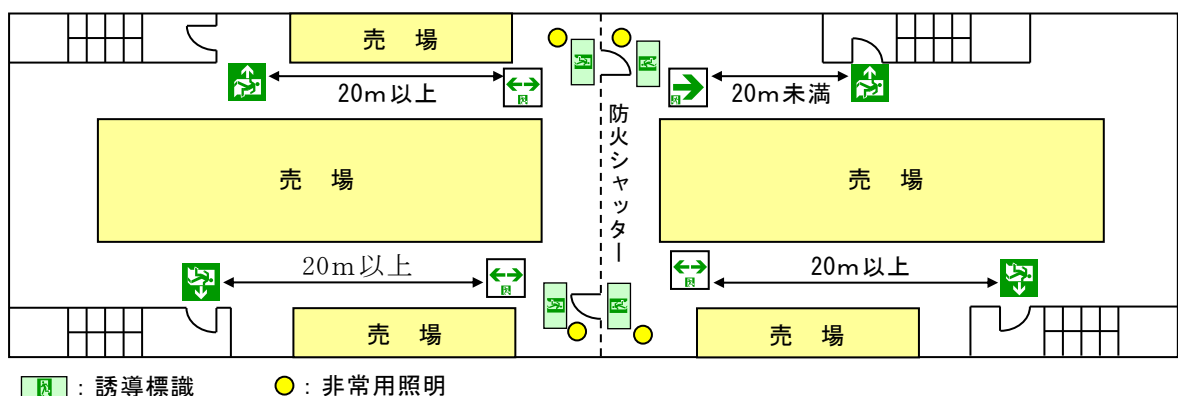 売 場
20m以上
20m未満
防火シャッター
売 場
売 場
20m以上
20m以上
売 場
売 場
：誘導標識
：非常用照明